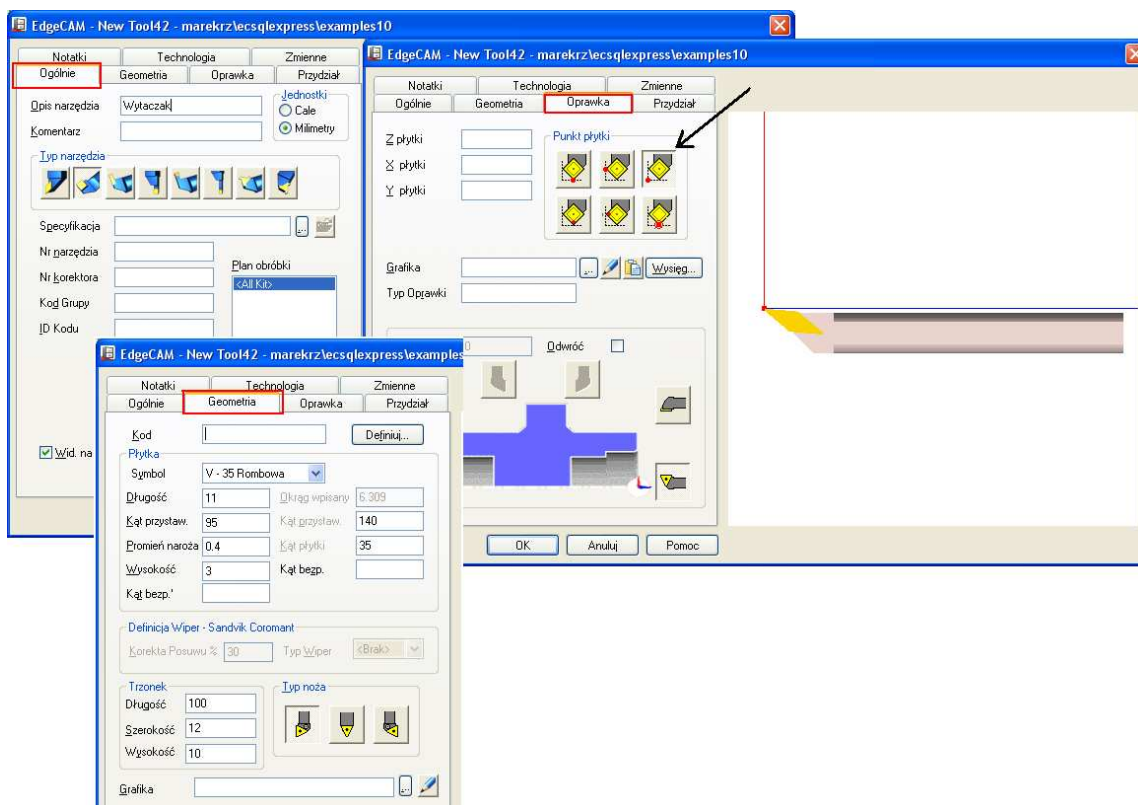 EdgeCAM - New Tool42 - marekrz\ecsqlexpress\examples10
Notatki Technologia Zmienne
Ogólnie Geometria Oprawka Przydział
Opis narzędzia Wytaczak
Komentarz
Jednostki
Cale
Milimetry
Typ narzędzia
Specyfikacja ...
Nr narzędzia
Nr korektora
Kod Grupy
ID Kodu
Plan obróbki
<All Kit>
Wid. na
EdgeCAM - New Tool42 - marekrz\ecsqlexpress\examples10
Notatki Technologia Zmienne
Ogólnie Geometria Oprawka Przydział
Z płytki
X płytki
Y płytki
Punkt płytki
Grafika ... Wysięg...
Typ Oprawki
0 Odwróć
OK Anuluj Pomoc
EdgeCAM - New Tool42 - marekrz\ecsqlexpress\examples
Notatki Technologia Zmienne
Ogólnie Geometria Oprawka Przydział
Kod Definiuj...
Płytka
Symbol V - 35 Rombowa
Długość 11 Okrąg wpisany 6.309
Kąt przystaw. 95 Kąt przystaw. 140
Promień naroża 0.4 Kąt płytki 35
Wysokość 3 Kąt bezp.
Kąt bezp.'
Definicja Wiper - Sandvik Coromant
Korekta Posuwu % 30 Typ Wiper <Brak>
Trzonek
Długość 100
Szerokość 12
Wysokość 10
Typ noża
Grafika ...